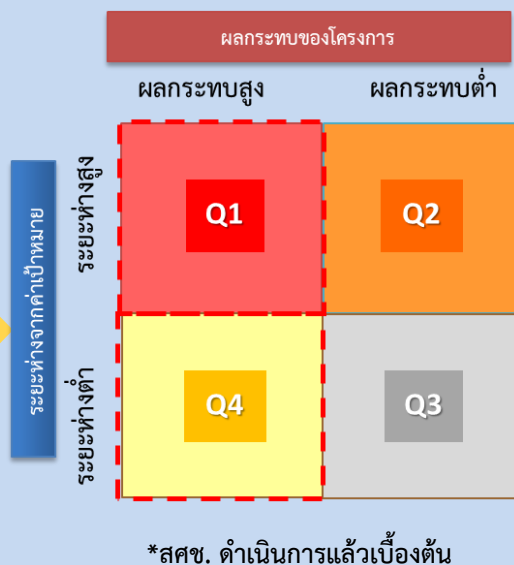 ผลกระทบของโครงการ
ผลกระทบสูง ผลกระทบต่ำ
ระยะห่างจากค่าเป้าหมาย
ระยะห่างสูง
Q1 Q2
ระยะห่างต่ำ
Q4 Q3
*สศช. ดำเนินการแล้วเบื้องต้น